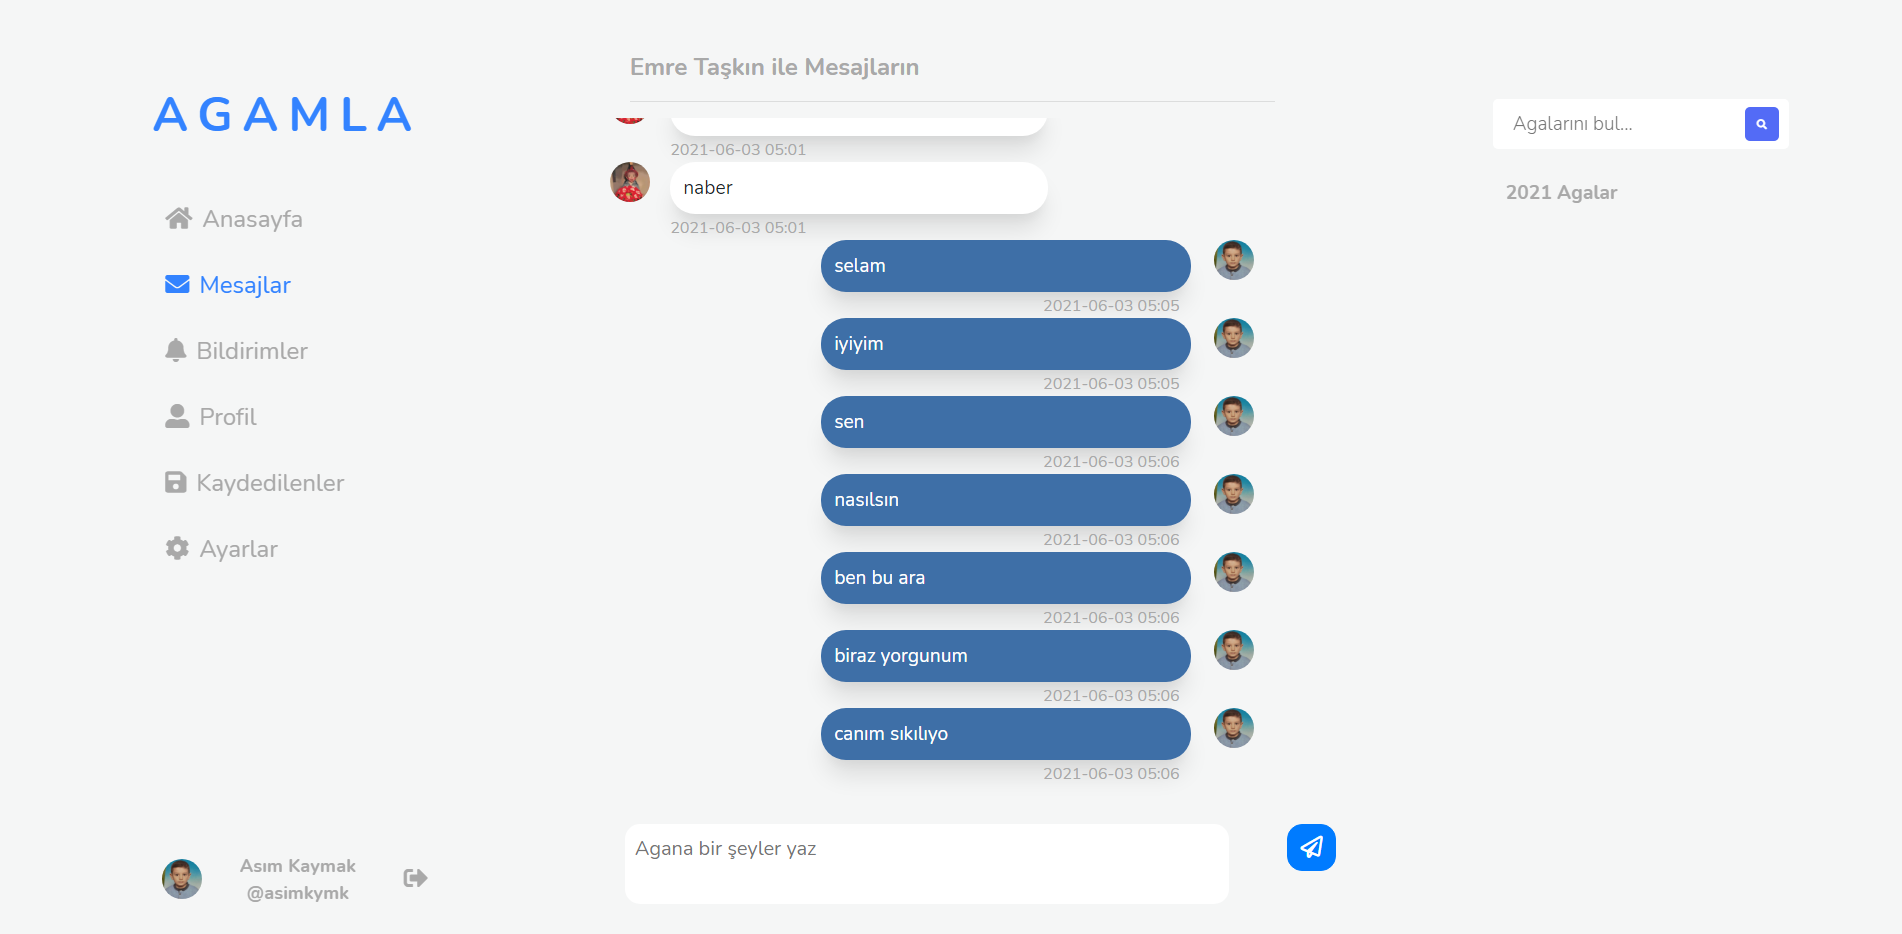 AGAMLA
Anasayfa
Mesajlar
Bildirimler
Profil
Kaydedilenler
Ayarlar
Asım Kaymak
@asimkymk
Emre Taşkın ile Mesajların
2021-06-03 05:01
naber
2021-06-03 05:01
selam
2021-06-03 05:05
iyiyim
2021-06-03 05:05
sen
2021-06-03 05:06
nasılsın
2021-06-03 05:06
ben bu ara
2021-06-03 05:06
biraz yorgunum
2021-06-03 05:06
canım sıkılıyo
2021-06-03 05:06
Agana bir şeyler yaz
Agalarını bul...
2021 Agalar